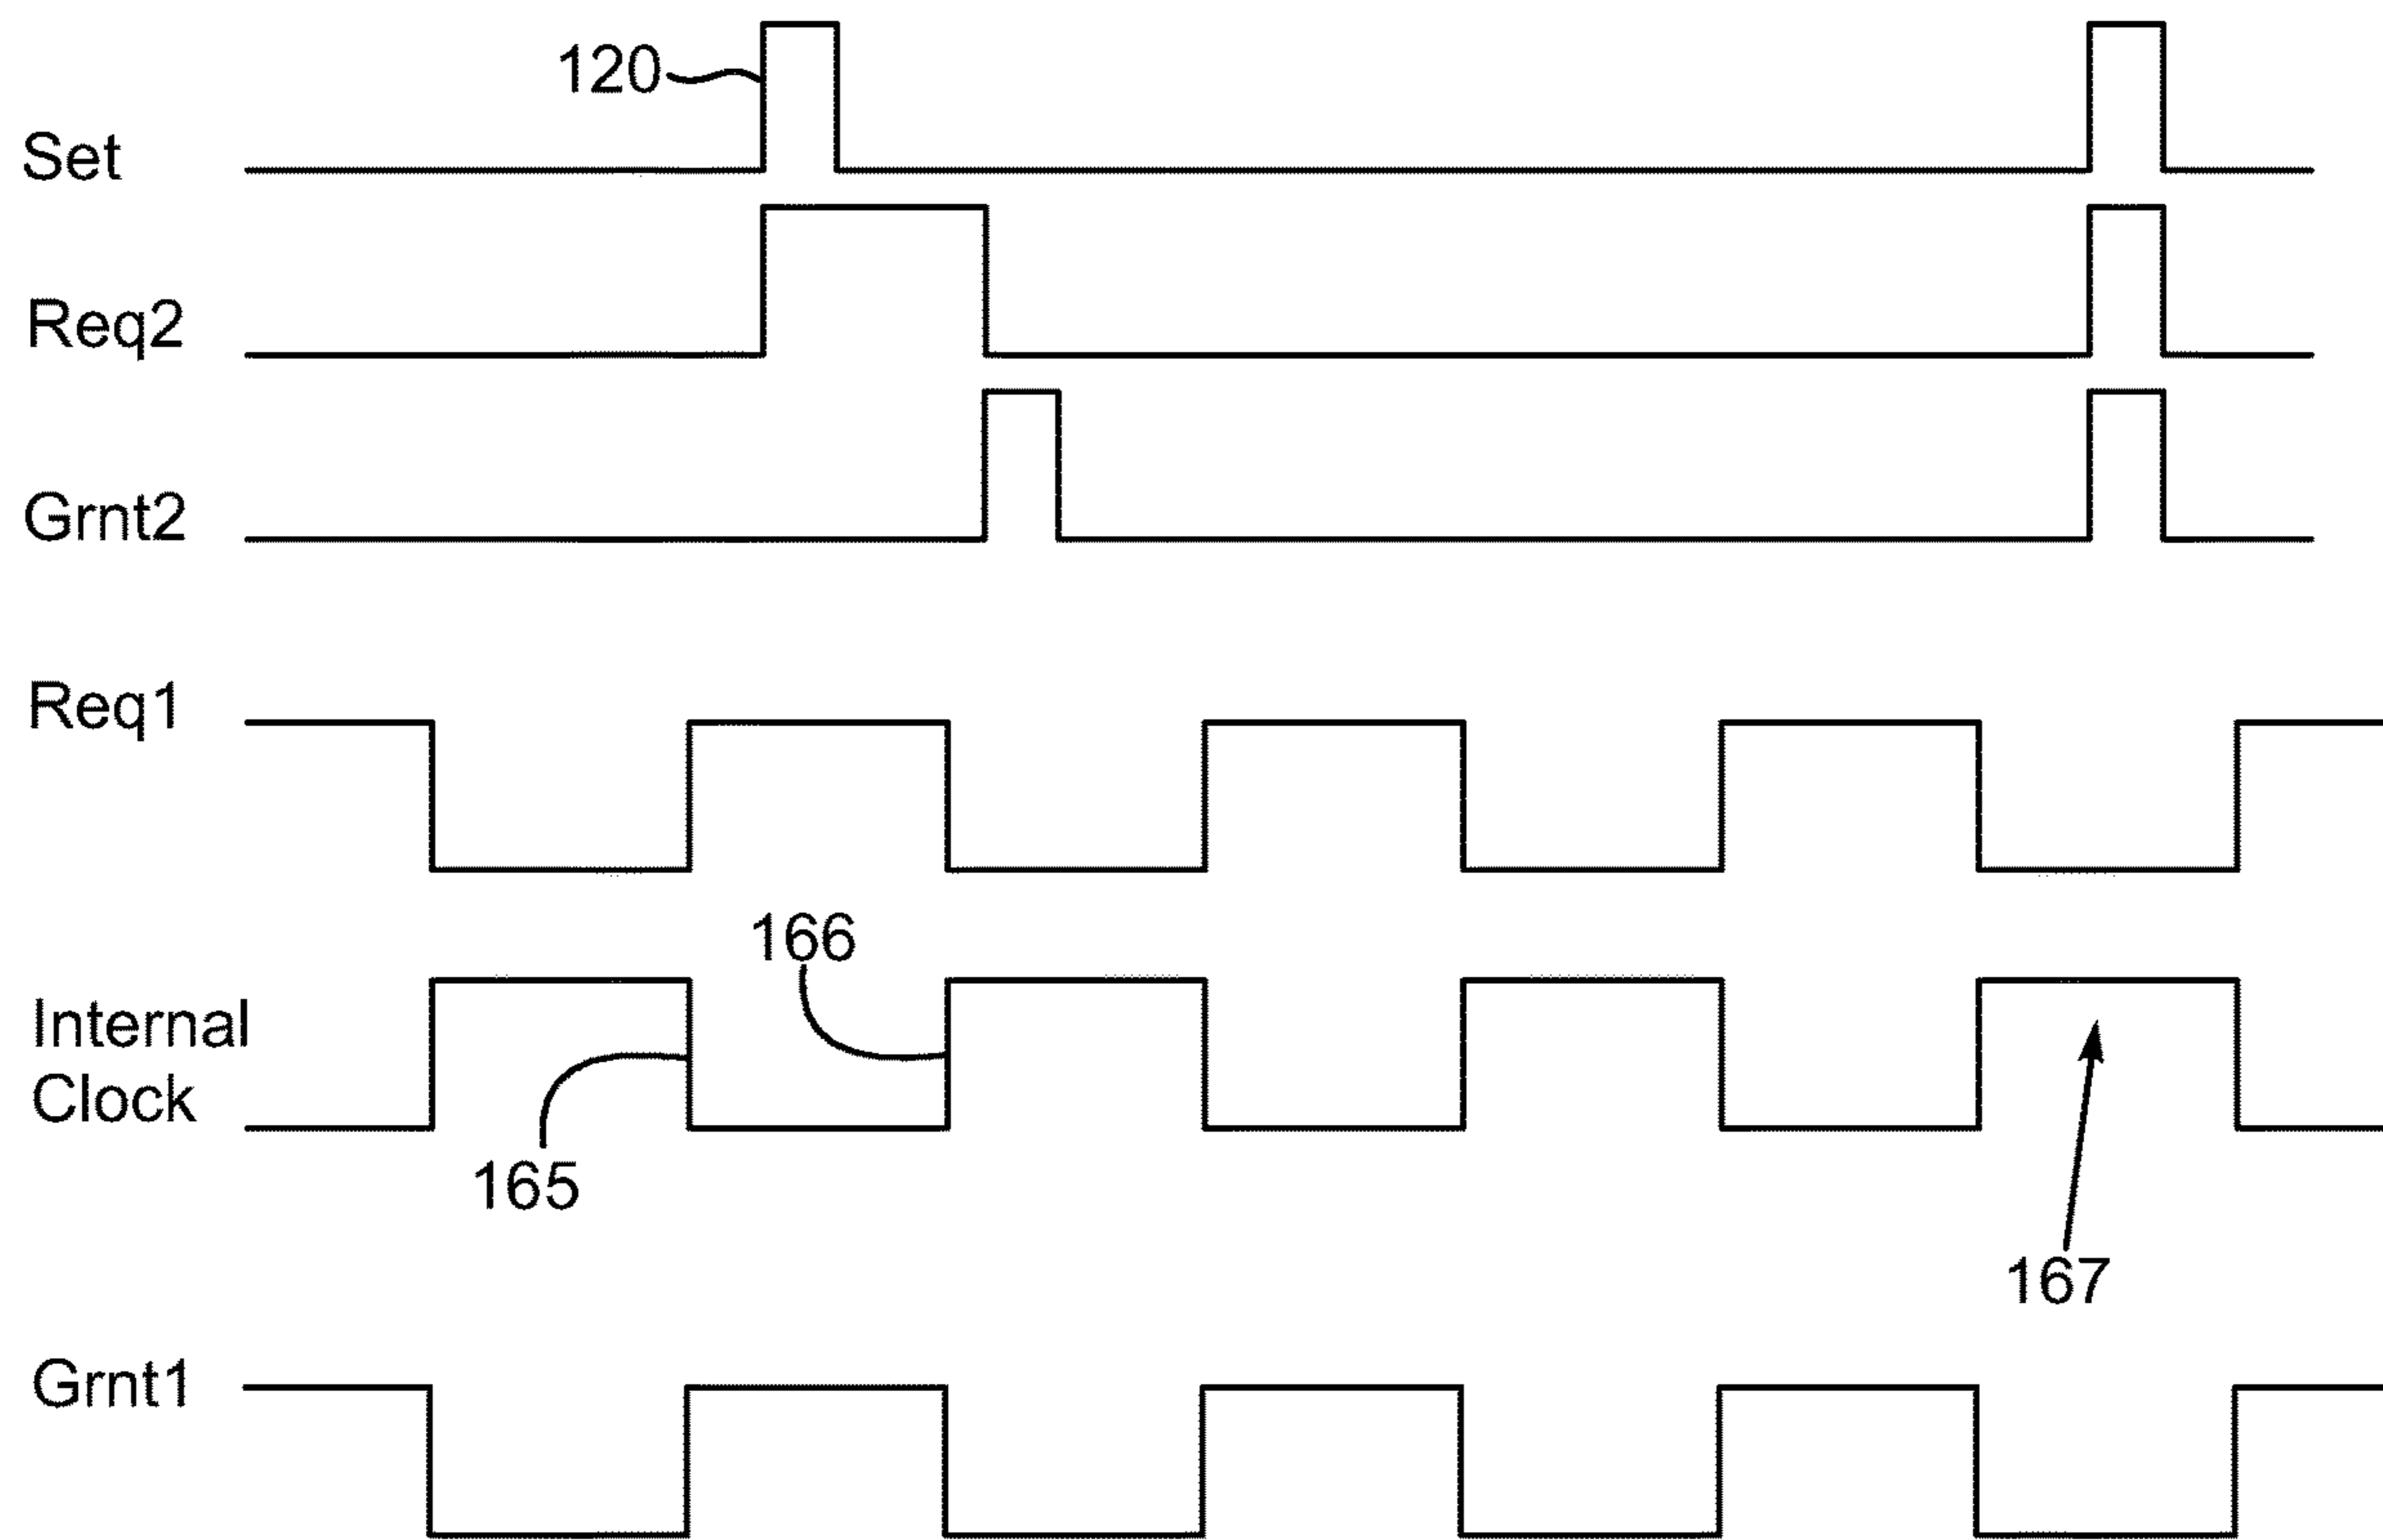 120
Set
Req2
Grnt2
Req1
166
Internal
Clock
165
167
Grnt1